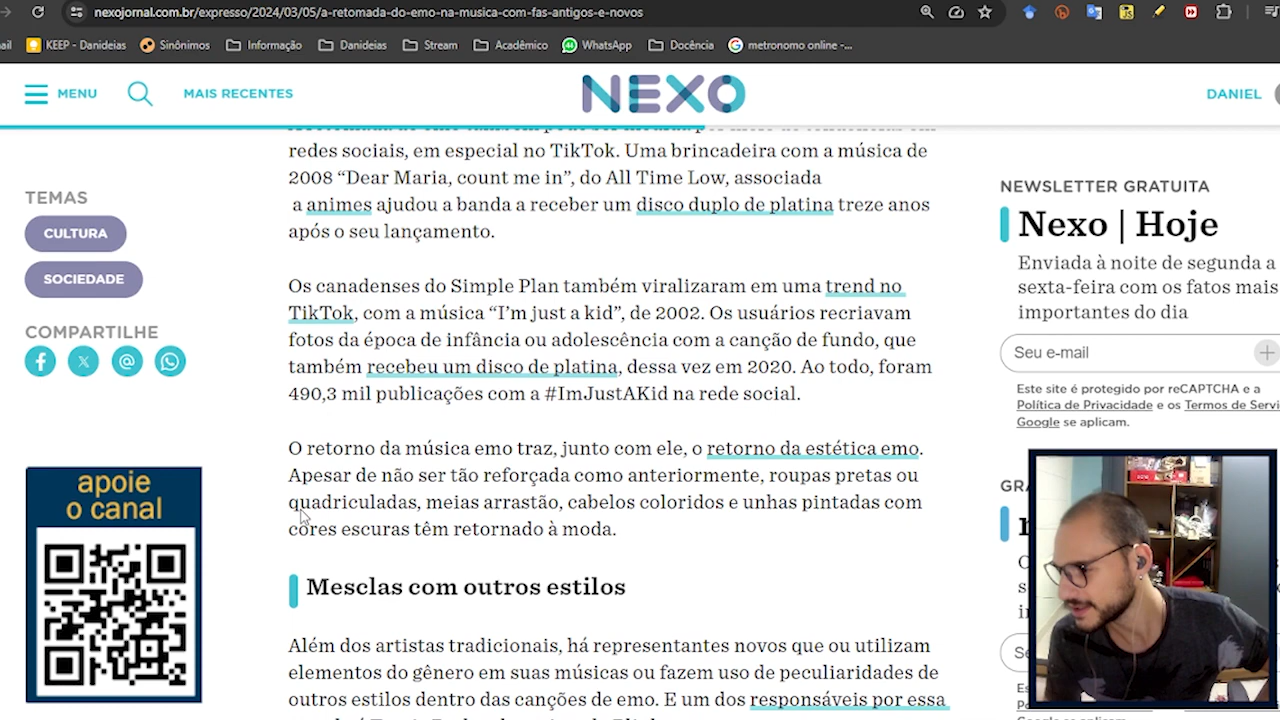 nexojornal.com.br/expresso/2024/03/05/a-retomada-do-emo-na-musica-com-fas-antigos-e-novos
ail KEEP - Danideias Sinônimos Informação Danideias Stream Acadêmico WhatsApp Docência metronomo online -...
MENU MAIS RECENTES NEXO DANIEL
redes sociais, em especial no TikTok. Uma brincadeira com a música de
2008 “Dear Maria, count me in”, do All Time Low, associada
a animes ajudou a banda a receber um disco duplo de platina treze anos
após o seu lançamento.
Os canadenses do Simple Plan também viralizaram em uma trend no
TikTok, com a música “I’m just a kid”, de 2002. Os usuários recriavam
fotos da época de infância ou adolescência com a canção de fundo, que
também recebeu um disco de platina, dessa vez em 2020. Ao todo, foram
490,3 mil publicações com a #ImJustAKid na rede social.
O retorno da música emo traz, junto com ele, o retorno da estética emo.
Apesar de não ser tão reforçada como anteriormente, roupas pretas ou
quadriculadas, meias arrastão, cabelos coloridos e unhas pintadas com
cores escuras têm retornado à moda.
Mesclas com outros estilos
Além dos artistas tradicionais, há representantes novos que ou utilizam
elementos do gênero em suas músicas ou fazem uso de peculiaridades de
outros estilos dentro das canções de emo. E um dos responsáveis por essa
TEMAS
CULTURA
SOCIEDADE
COMPARTILHE
apoie
o canal
NEWSLETTER GRATUITA
Nexo | Hoje
Enviada à noite de segunda a
sexta-feira com os fatos mais
importantes do dia
Seu e-mail
Este site é protegido por reCAPTCHA e a
Política de Privacidade e os Termos de Servi
Google se aplicam.